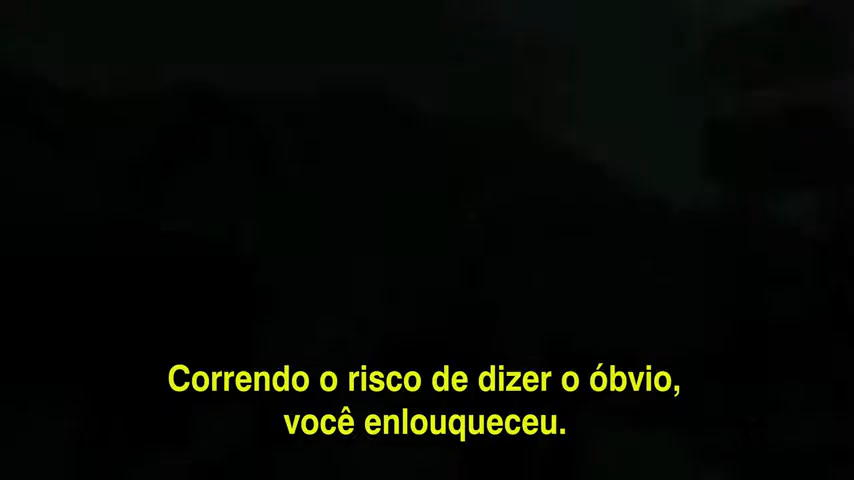 Correndo o risco de dizer o óbvio,
você enlouqueceu.